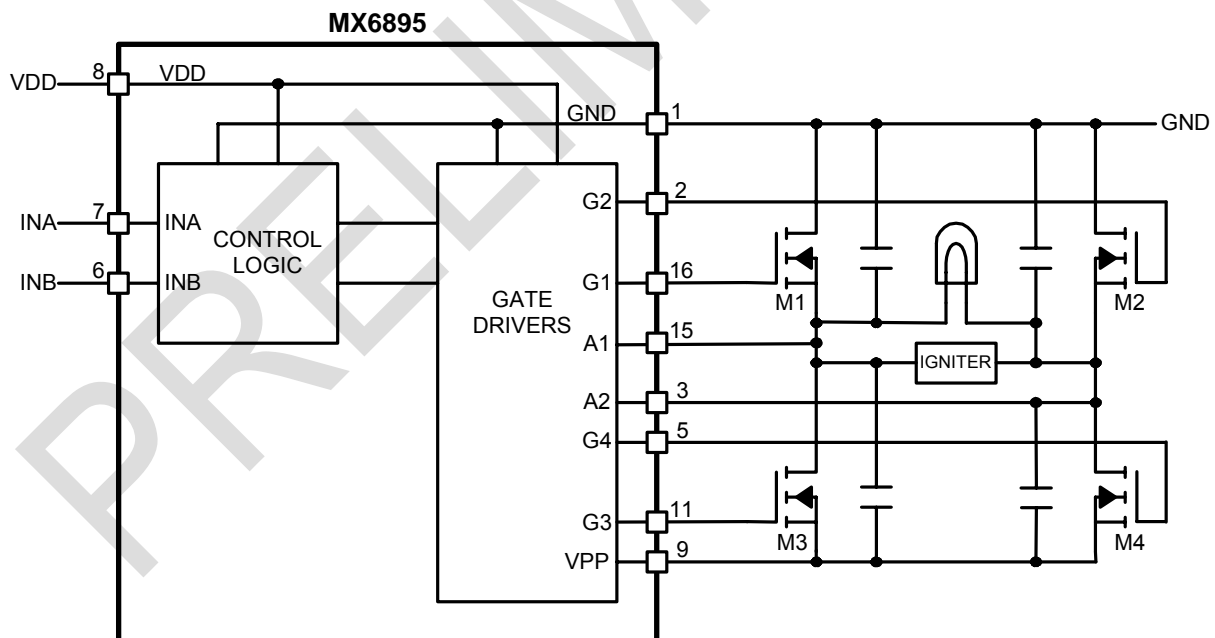 MX6895
VDD 8 VDD
GND 1 GND
G2 2
INA 7 INA
CONTROL
LOGIC
INB 6 INB
G1 16
GATE
DRIVERS
M1
M2
A1 15
IGNITER
A2 3
G4 5
G3 11
M3
M4
VPP 9
PRELIM